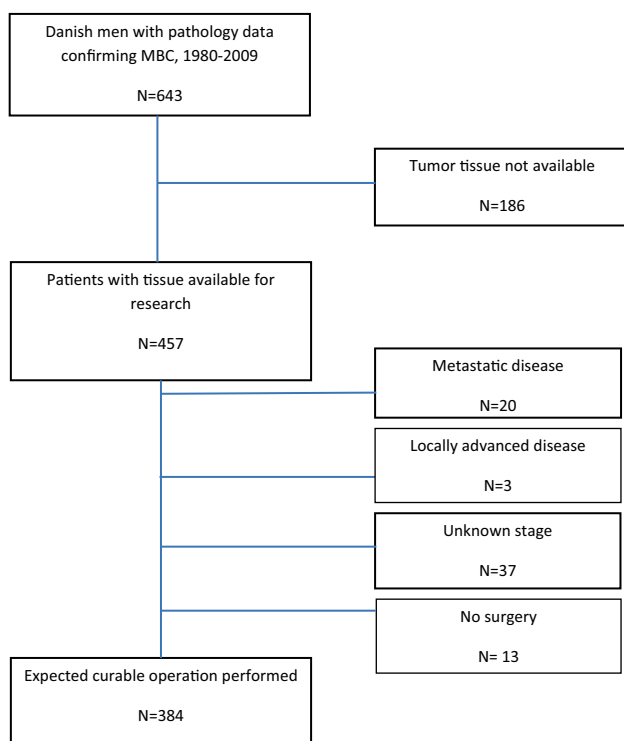 Danish men with pathology data
confirming MBC, 1980-2009
N=643
Tumor tissue not available
N=186
Patients with tissue available for
research
N=457
Metastatic disease
N=20
Locally advanced disease
N=3
Unknown stage
N=37
No surgery
N= 13
Expected curable operation performed
N=384